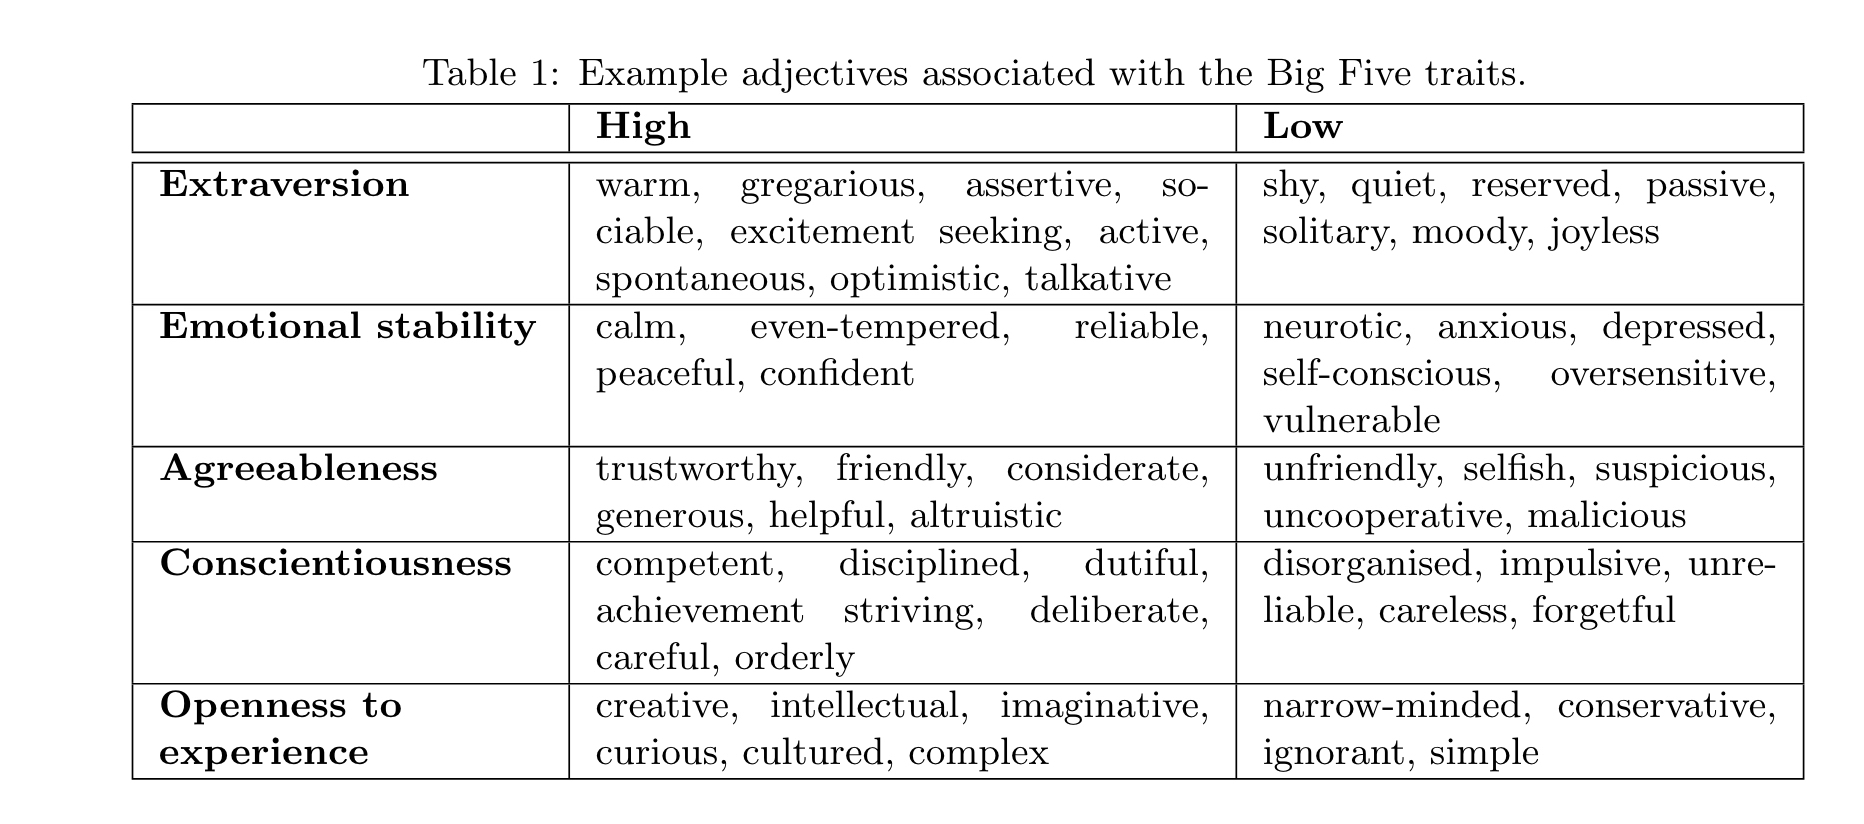 Table 1: Example adjectives associated with the Big Five traits.
High Low
Extraversion warm, gregarious, assertive, so- shy, quiet, reserved, passive,
ciable, excitement seeking, active, solitary, moody, joyless
spontaneous, optimistic, talkative
Emotional stability calm, even-tempered, reliable, neurotic, anxious, depressed,
peaceful, confident self-conscious, oversensitive,
vulnerable
Agreeableness trustworthy, friendly, considerate, unfriendly, selfish, suspicious,
generous, helpful, altruistic uncooperative, malicious
Conscientiousness competent, disciplined, dutiful, disorganised, impulsive, unre-
achievement striving, deliberate, liable, careless, forgetful
careful, orderly
Openness to creative, intellectual, imaginative, narrow-minded, conservative,
experience curious, cultured, complex ignorant, simple